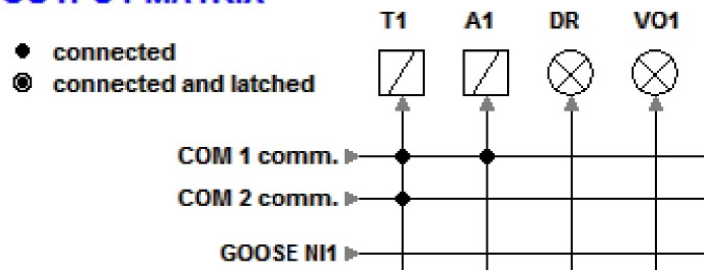 OUTPUT MATRIX
T1 A1 DR VO1
connected
connected and latched
COM 1 comm.
COM 2 comm.
GOOSE NI1